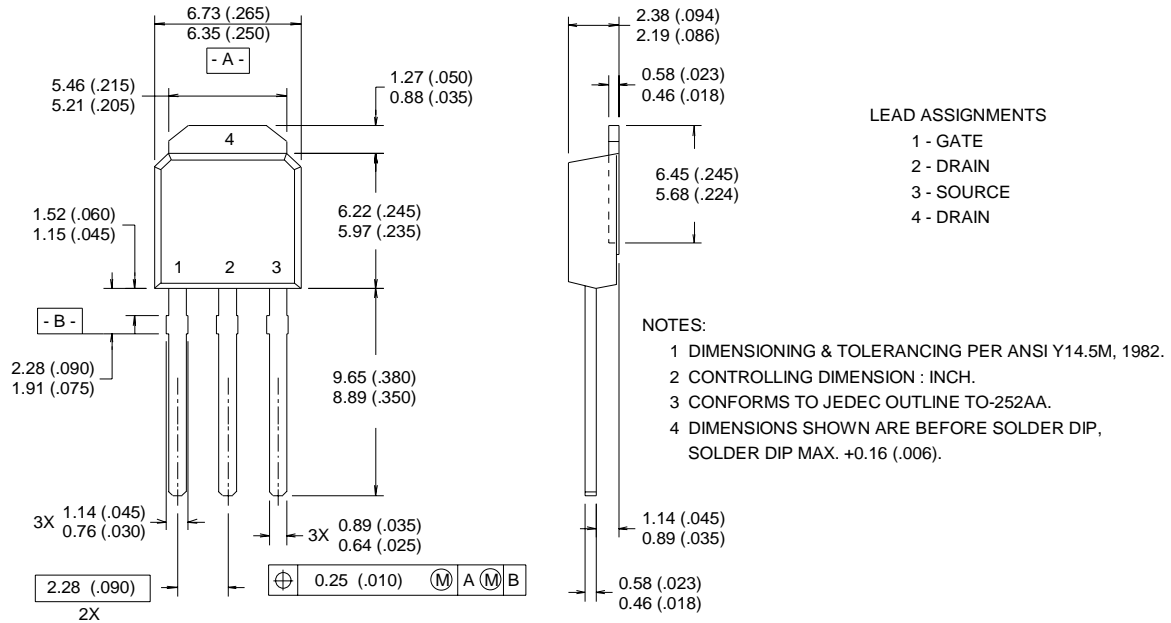 6.73 (.265)
6.35 (.250)
- A -
5.46 (.215)
5.21 (.205)
1.27 (.050)
0.88 (.035)
4
1.52 (.060)
1.15 (.045)
6.22 (.245)
5.97 (.235)
1 2 3
- B -
2.28 (.090)
1.91 (.075)
9.65 (.380)
8.89 (.350)
3X 1.14 (.045)
0.76 (.030)
3X 0.89 (.035)
0.64 (.025)
2.28 (.090)
2X
⌖ 0.25 (.010) Ⓜ A Ⓜ B
2.38 (.094)
2.19 (.086)
0.58 (.023)
0.46 (.018)
6.45 (.245)
5.68 (.224)
1.14 (.045)
0.89 (.035)
0.58 (.023)
0.46 (.018)
LEAD ASSIGNMENTS
1 - GATE
2 - DRAIN
3 - SOURCE
4 - DRAIN
NOTES:
1 DIMENSIONING & TOLERANCING PER ANSI Y14.5M, 1982.
2 CONTROLLING DIMENSION : INCH.
3 CONFORMS TO JEDEC OUTLINE TO-252AA.
4 DIMENSIONS SHOWN ARE BEFORE SOLDER DIP,
SOLDER DIP MAX. +0.16 (.006).